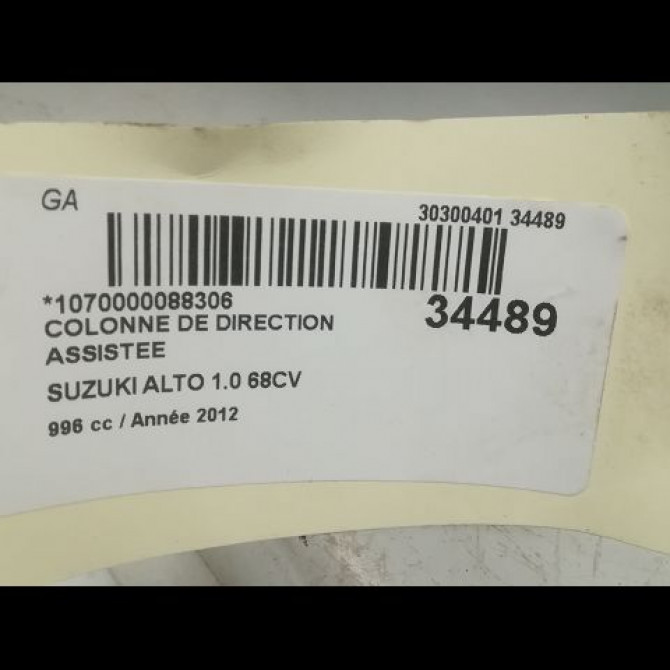 GA
30300401 34489
*1070000088306
34489
COLONNE DE DIRECTION
ASSISTEE
SUZUKI ALTO 1.0 68CV
996 cc / Année 2012